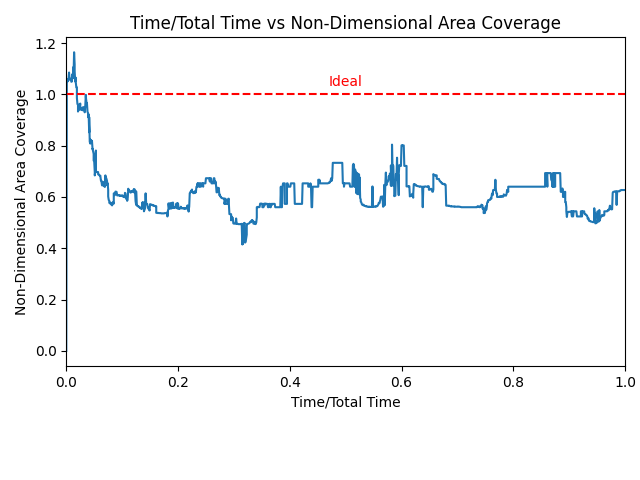 Time/Total Time vs Non-Dimensional Area Coverage
1.2
Ideal
1.0
0.8
0.6
0.4
0.2
0.0
Non-Dimensional Area Coverage
0.0 0.2 0.4 0.6 0.8 1.0
Time/Total Time